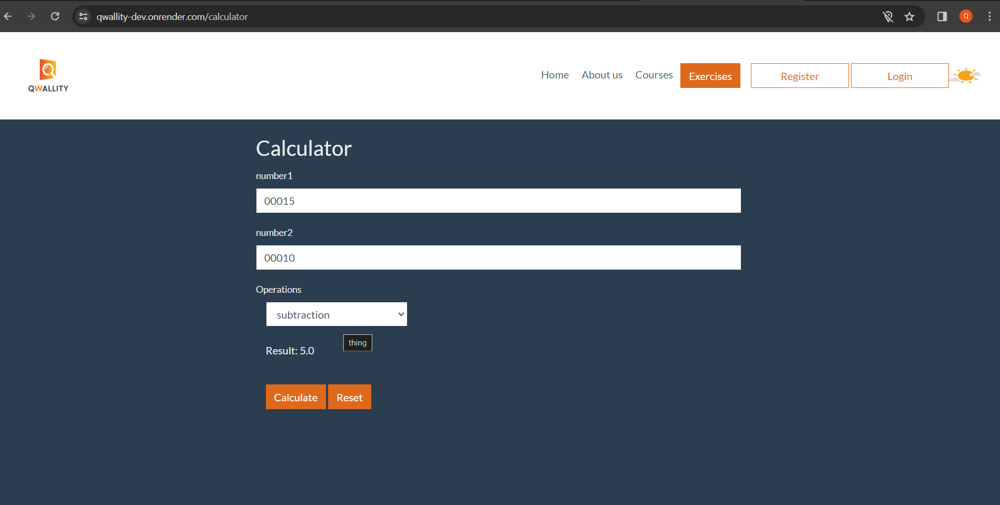 qwallity-dev.onrender.com/calculator
Q
QWALLITY
Home About us Courses Exercises Register Login
Calculator
number1
00015
number2
00010
Operations
subtraction
thing
Result: 5.0
Calculate Reset